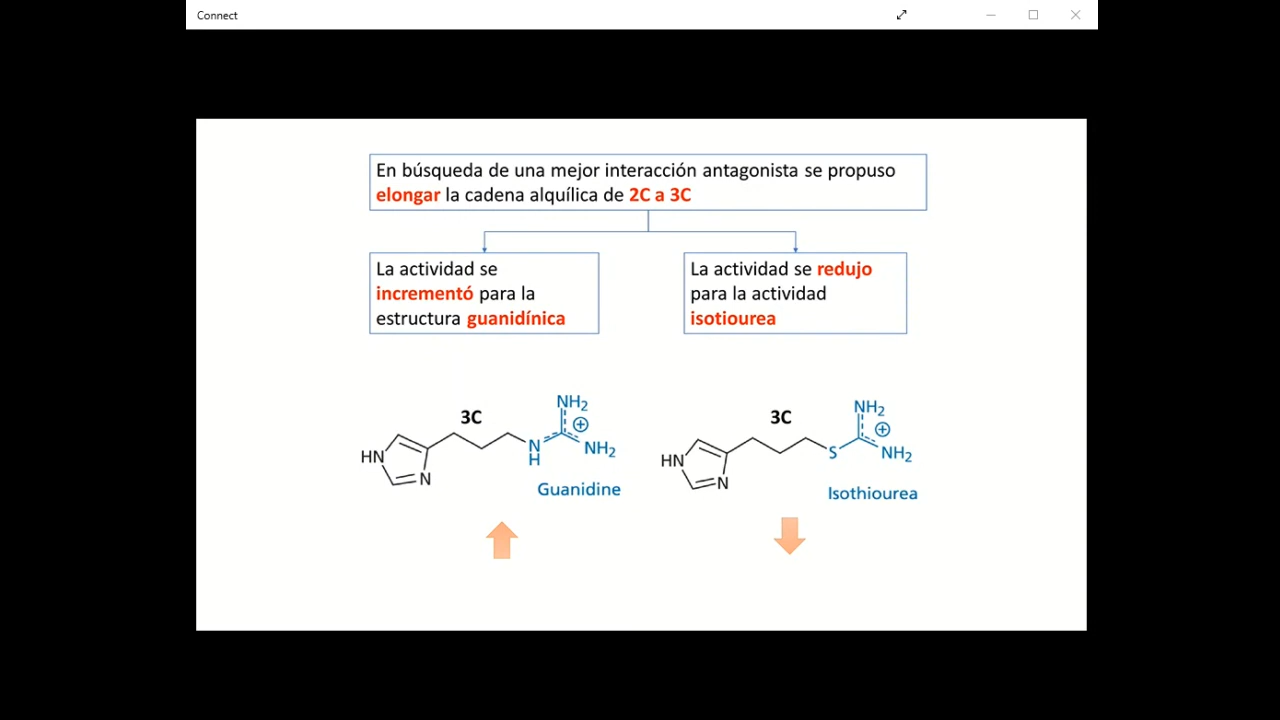 Connect
En búsqueda de una mejor interacción antagonista se propuso
elongar la cadena alquílica de 2C a 3C
La actividad se
incrementó para la
estructura guanidínica
La actividad se redujo
para la actividad
isotiourea
3C
NH2
HN
N
N
H
NH2
Guanidine
3C
NH2
HN
N
S
NH2
Isothiourea